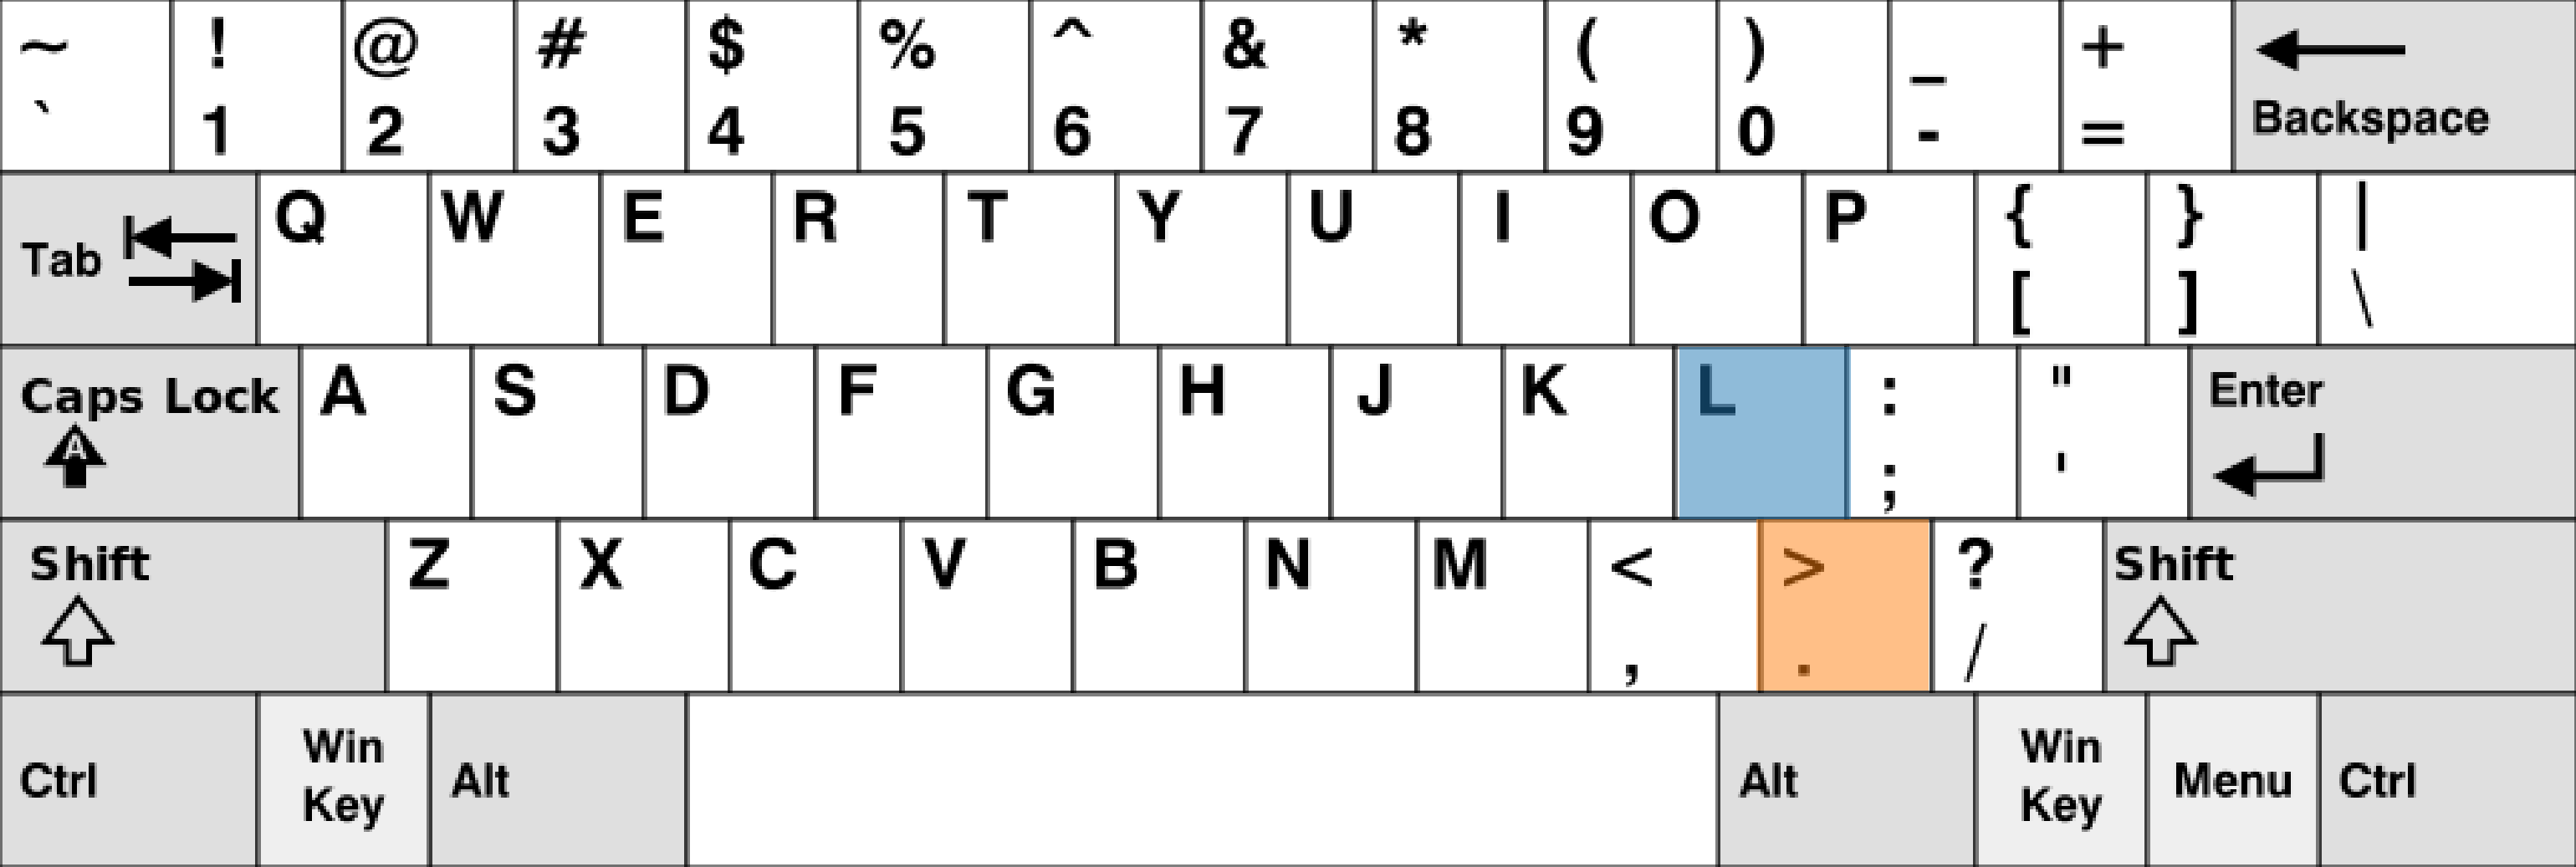 ~ ! @ # $ % ^ & * ( ) _ +
` 1 2 3 4 5 6 7 8 9 0 - = Backspace
Tab Q W E R T Y U I O P { } |
[ ] \
Caps Lock A S D F G H J K L : " Enter
A ; '
Shift Z X C V B N M < > ? Shift
, . /
Ctrl Win Key Alt Alt Win Key Menu Ctrl